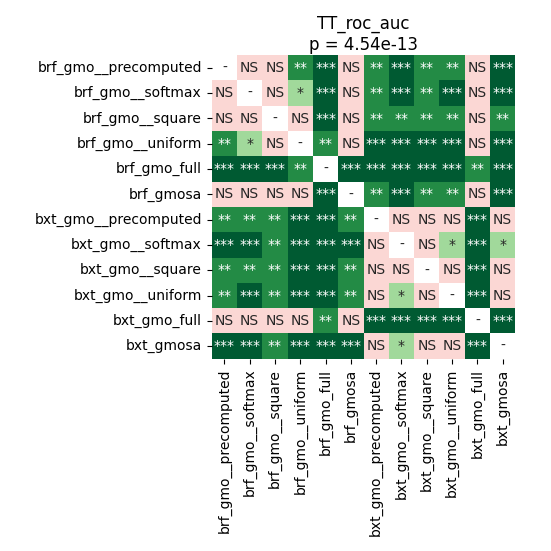 TT_roc_auc
p = 4.54e-13
brf_gmo__precomputed - NS NS ** *** NS ** *** ** ** NS ***
brf_gmo__softmax NS - NS * *** NS ** *** ** *** NS ***
brf_gmo__square NS NS - NS *** NS ** ** ** ** NS **
brf_gmo__uniform ** * NS - ** NS *** *** *** *** NS ***
brf_gmo_full *** *** *** ** - *** *** *** *** *** ** ***
brf_gmosa NS NS NS NS *** - ** *** ** ** NS ***
bxt_gmo__precomputed ** ** ** *** *** ** - NS NS NS *** NS
bxt_gmo__softmax *** *** ** *** *** *** NS - NS * *** *
bxt_gmo__square ** ** ** *** *** ** NS NS - NS *** NS
bxt_gmo__uniform ** *** ** *** *** ** NS * NS - *** NS
bxt_gmo_full NS NS NS NS ** NS *** *** *** *** - ***
bxt_gmosa *** *** ** *** *** *** NS * NS NS *** -
brf_gmo__precomputed
brf_gmo__softmax
brf_gmo__square
brf_gmo__uniform
brf_gmo_full
brf_gmosa
bxt_gmo__precomputed
bxt_gmo__softmax
bxt_gmo__square
bxt_gmo__uniform
bxt_gmo_full
bxt_gmosa